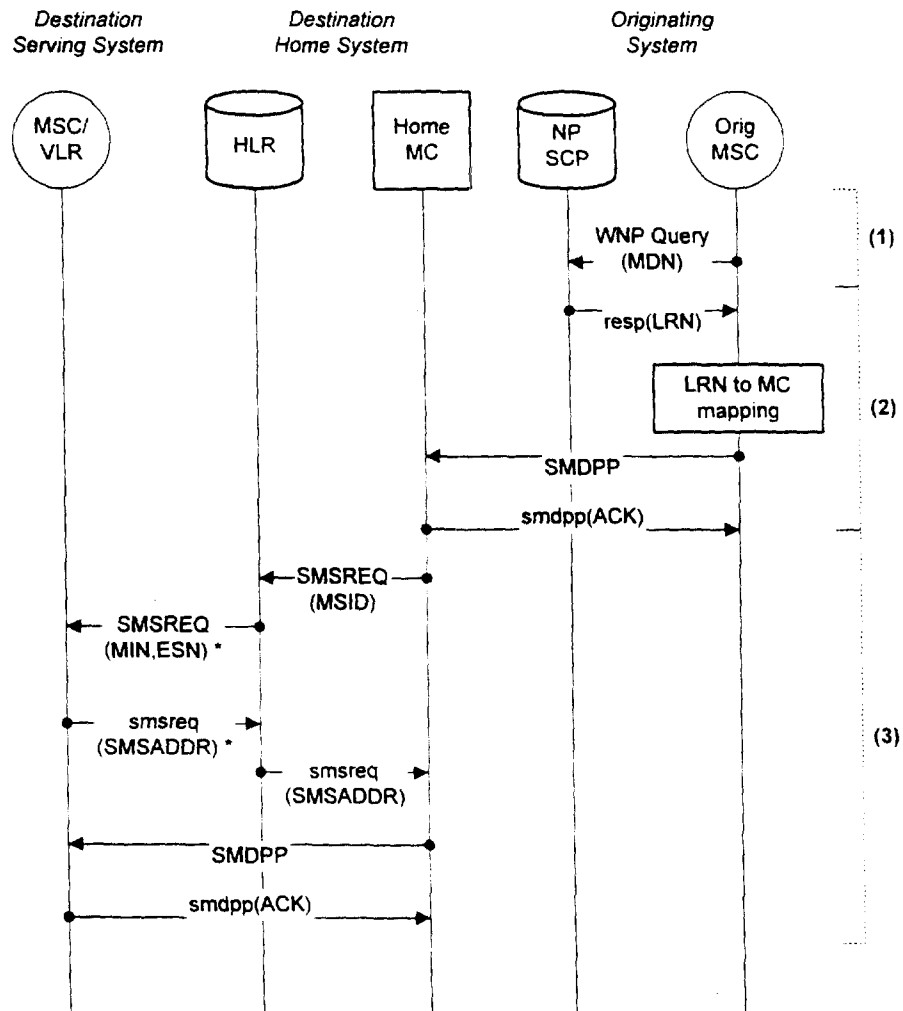 Destination
Serving System
Destination
Home System
Originating
System
MSC/
VLR
HLR
Home
MC
NP
SCP
Orig
MSC
WNP Query
(MDN)
(1)
resp(LRN)
LRN to MC
mapping
(2)
SMDPP
smdpp(ACK)
SMSREQ
(MSID)
SMSREQ
(MIN,ESN) *
smsreq
(SMSADDR) *
(3)
smsreq
(SMSADDR)
SMDPP
smdpp(ACK)